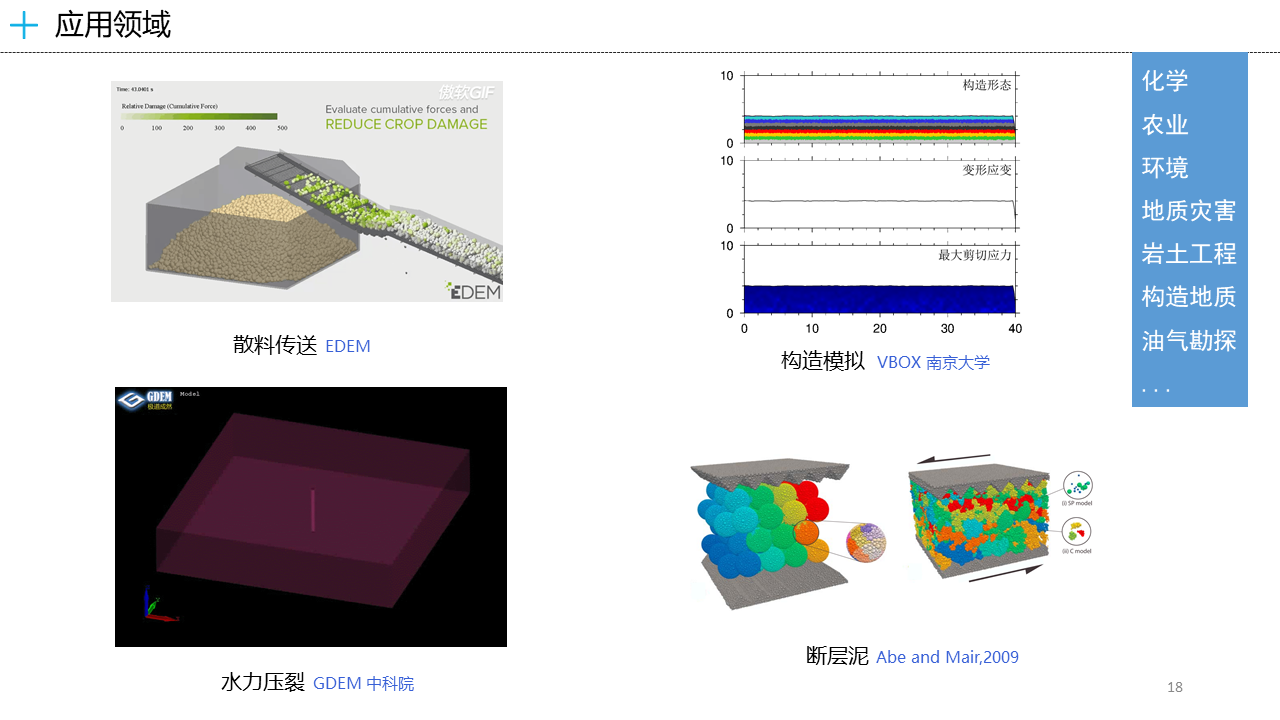 应用领域
Time: 43.0401 s
傲软GIF
Relative Damage (Cumulative Force)
0 100 200 300 400 500
Evaluate cumulative forces and
REDUCE CROP DAMAGE
EDEM
散料传送 EDEM
10
构造形态
0
10
变形应变
0
10
最大剪切应力
0
0 10 20 30 40
构造模拟 VBOX 南京大学
化学
农业
环境
地质灾害
岩土工程
构造地质
油气勘探
. . .
GDEM
极道成然
Model
水力压裂 GDEM 中科院
(i) SP model
(ii) C model
断层泥 Abe and Mair,2009
18